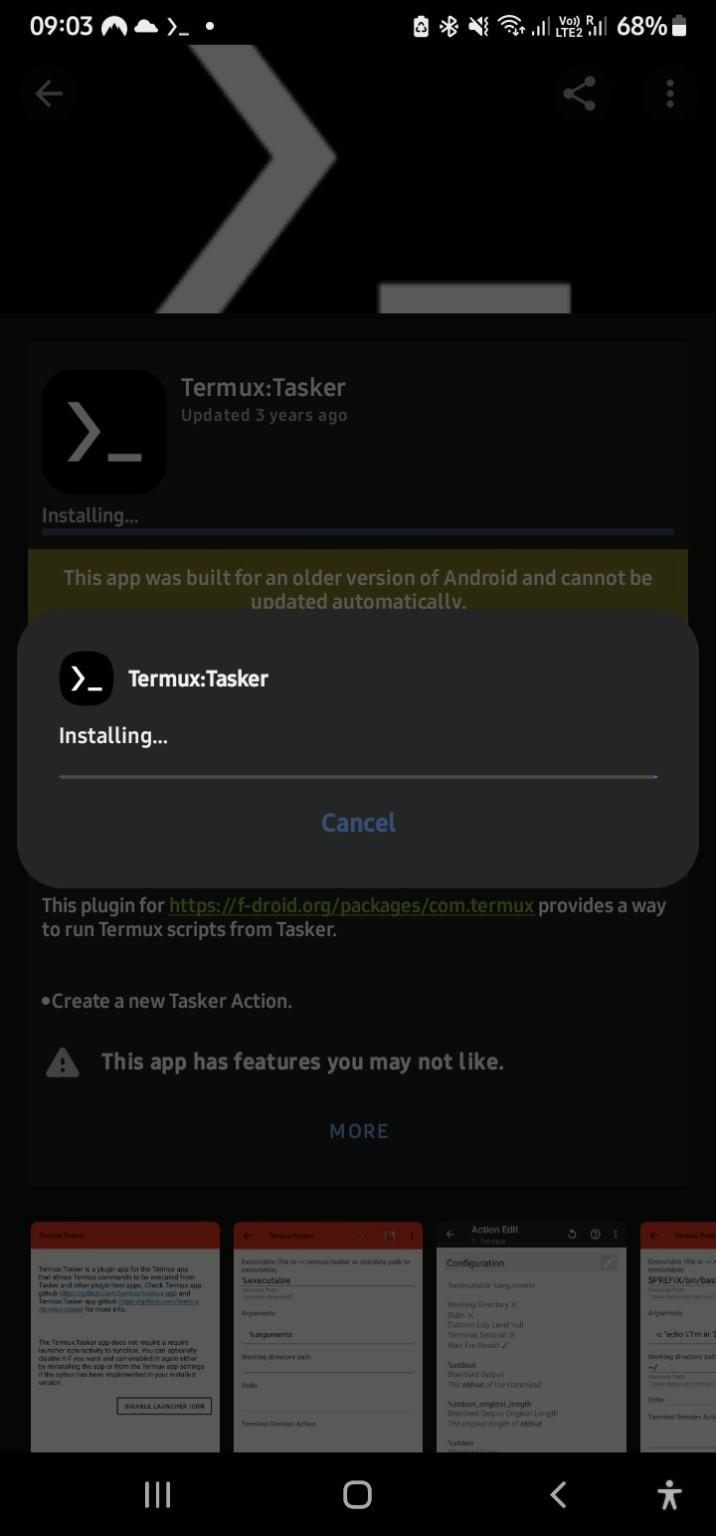 09:03 68%
Vo)) R
LTE2
Termux:Tasker
Updated 3 years ago
Installing...
This app was built for an older version of Android and cannot be
updated automatically.
Termux:Tasker
Installing...
Cancel
This plugin for https://f-droid.org/packages/com.termux provides a way
to run Termux scripts from Tasker.
•Create a new Tasker Action.
This app has features you may not like.
MORE
Termux:Tasker
Termux:Tasker is a plugin app for the Termux app
that allows Termux commands to be executed from
Tasker and other plugin host apps. Check Termux app
github https://github.com/termux/termux-app and
Termux:Tasker app github https://github.com/termux
/termux-tasker for more info.
The Termux:Tasker app does not require a require
launcher icon/activity to function. You can optionally
disable it if you want and can enabled in again either
by reinstalling the app or from the Termux app settings
if the option has been implemented in your installed
version.
DISABLE LAUNCHER ICON
Termux:Tasker
Executable (file in ~/.termux/tasker or absolute path to
executable)
%executable
Arguments
%arguments
Working directory path
Stdin
Terminal Session Action
Action Edit
1. Termux
Configuration
%executable %arguments
Working Directory ✕
Stdin ✕
Custom Log Level null
Terminal Session ✕
Wait For Result ✓
%stdout
Standard Output
The stdout of the command.
%stdout_original_length
Standard Output Original Length
The original length of stdout.
%stderr
Termux:Task
Executable (file in ~/.ter
executable)
$PREFIX/bin/bas
Arguments
-c "echo \"I'm in '$
Working directory path
~/
Stdin
Terminal Session Acti